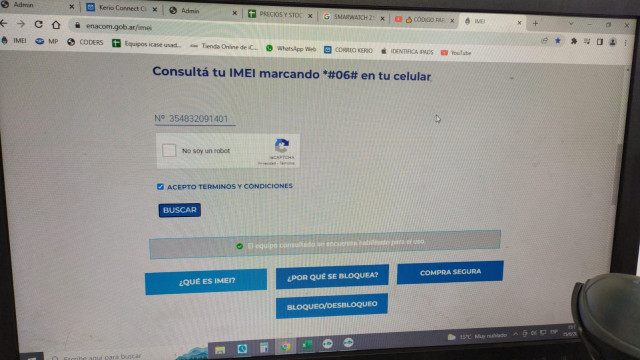 Admin
Kerio Connect C
Admin
PRECIOS Y STOC
SMARWATCH Z
CÓDIGO
IMEI
enacom.gob.ar/imei
IMEI
MP
CODERS
Equipos icase usad...
Tienda Online de iC...
WhatsApp Web
CORREO KERIO
IDENTIFICA IPADS
YouTube
Consultá tu IMEI marcando *#06# en tu celular
Nº 354832091401
No soy un robot
reCAPTCHA
Privacidad - Términos
ACEPTO TERMINOS Y CONDICIONES
BUSCAR
El equipo consultado se encuentra habilitado para el uso.
¿QUÉ ES IMEI?
¿POR QUÉ SE BLOQUEA?
COMPRA SEGURA
BLOQUEO/DESBLOQUEO
Escribe aquí para buscar
15°C Muy nublado
ESP